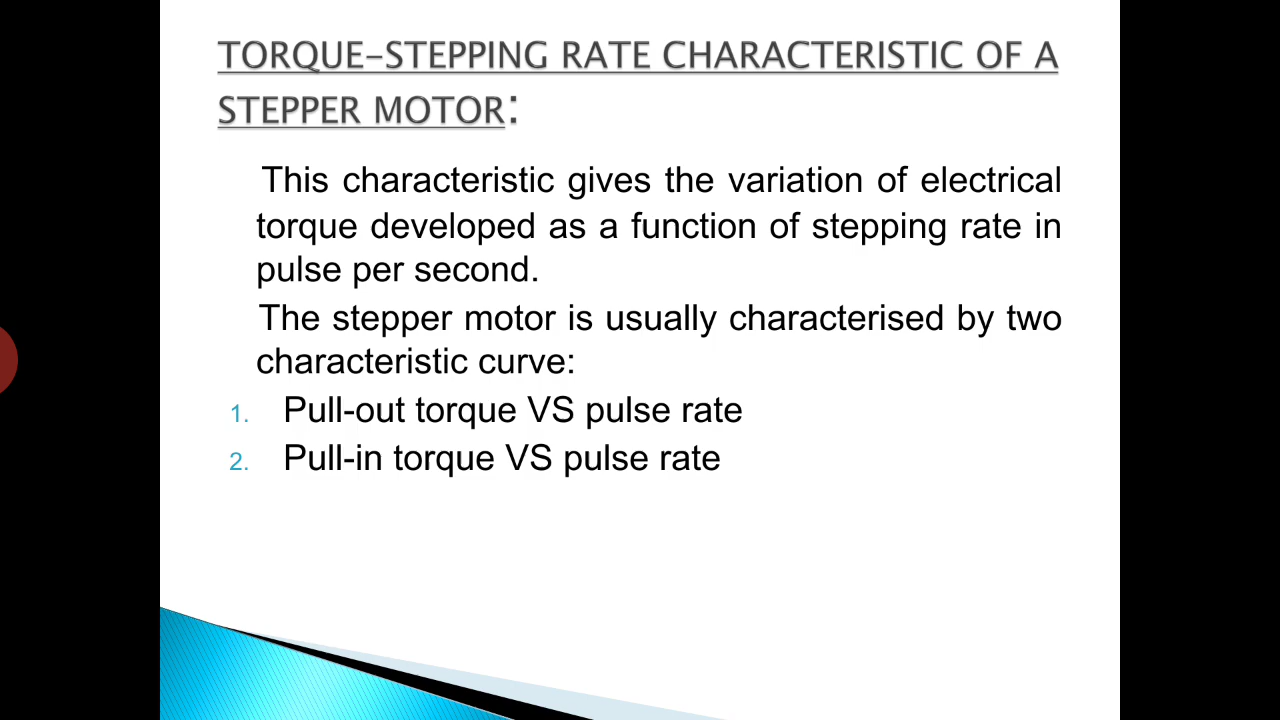 TORQUE-STEPPING RATE CHARACTERISTIC OF A
STEPPER MOTOR:
This characteristic gives the variation of electrical
torque developed as a function of stepping rate in
pulse per second.
The stepper motor is usually characterised by two
characteristic curve:
1. Pull-out torque VS pulse rate
2. Pull-in torque VS pulse rate